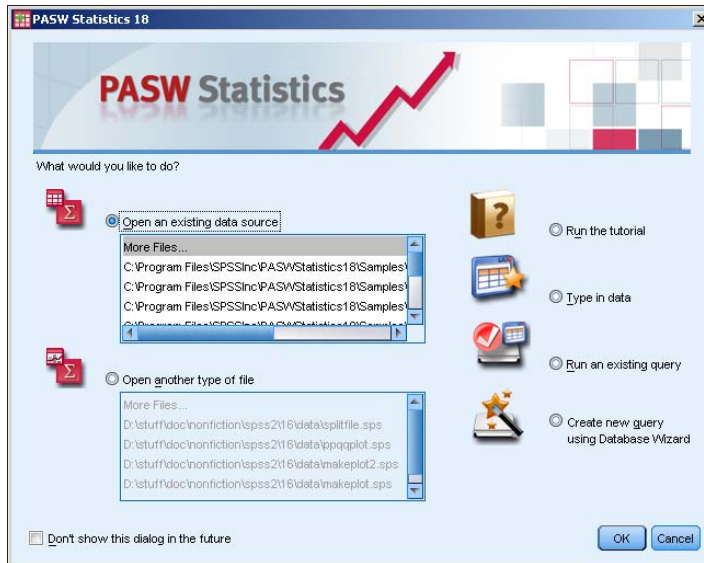 PASW Statistics 18
PASW Statistics
What would you like to do?
Open an existing data source
More Files...
C:\Program Files\SPSSInc\PASWStatistics18\Samples\
C:\Program Files\SPSSInc\PASWStatistics18\Samples\
C:\Program Files\SPSSInc\PASWStatistics18\Samples\
C:\Program Files\SPSSInc\PASWStatistics18\Samples\
Open another type of file
More Files...
D:\stuff\doc\nonfiction\spss2\16\data\splitfile.sps
D:\stuff\doc\nonfiction\spss2\16\data\ppqqplot.sps
D:\stuff\doc\nonfiction\spss2\16\data\makeplot2.sps
D:\stuff\doc\nonfiction\spss2\16\data\makeplot.sps
Run the tutorial
Type in data
Run an existing query
Create new query
using Database Wizard
Don't show this dialog in the future
OK
Cancel